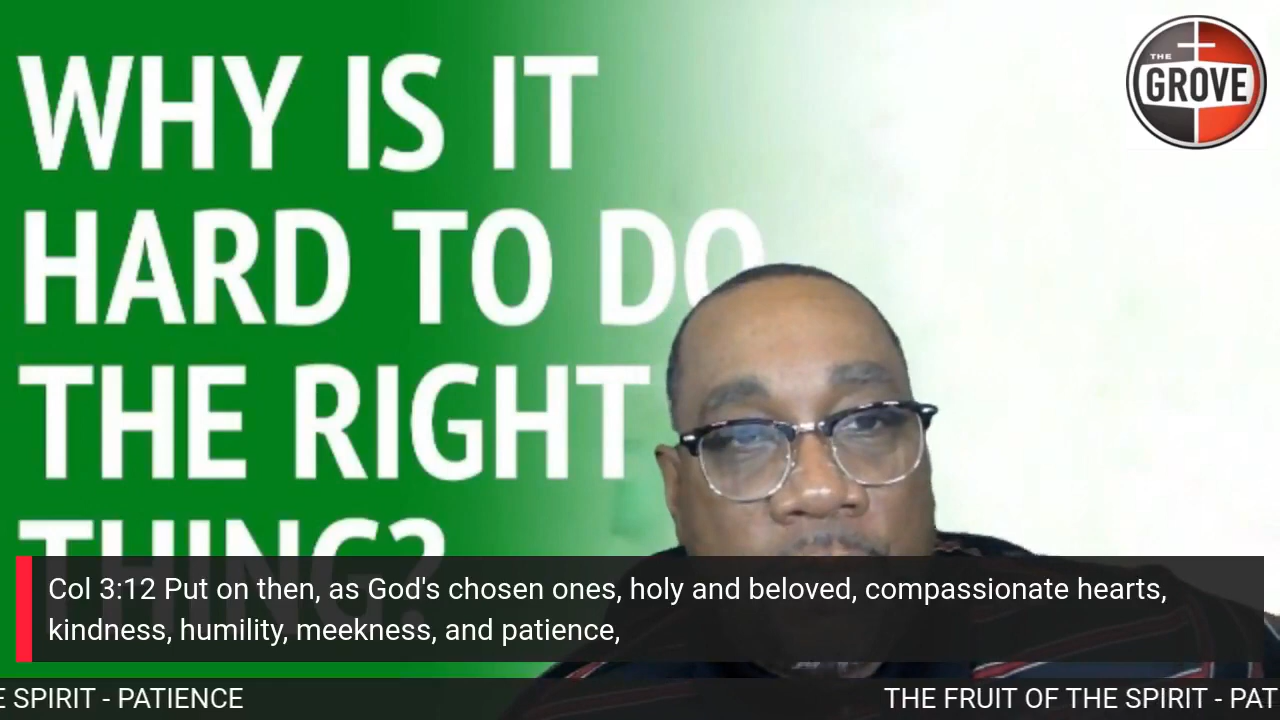 WHY IS IT
HARD TO DO
THE RIGHT
THING?
THE
GROVE
Col 3:12 Put on then, as God's chosen ones, holy and beloved, compassionate hearts,
kindness, humility, meekness, and patience,
E SPIRIT - PATIENCE
THE FRUIT OF THE SPIRIT - PAT